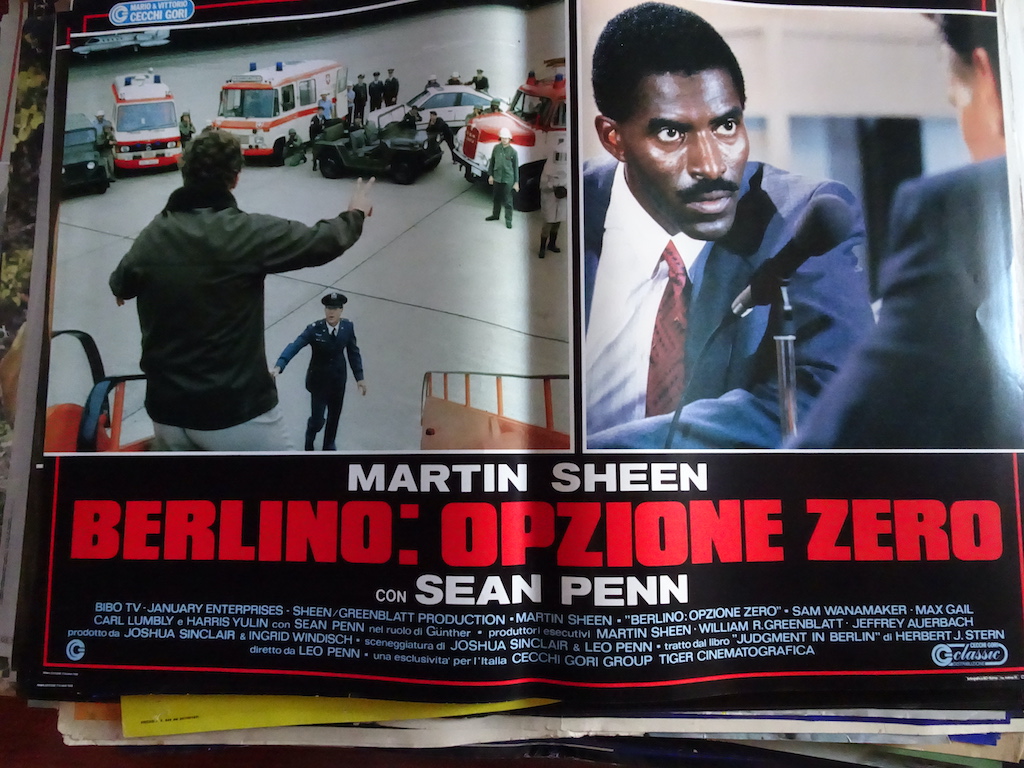 MARIO & VITTORIO
CECCHI GORI
MARTIN SHEEN
BERLINO: OPZIONE ZERO
CON SEAN PENN
BIBO TV - JANUARY ENTERPRISES - SHEEN/GREENBLATT PRODUCTION • MARTIN SHEEN • "BERLINO: OPZIONE ZERO" • SAM WANAMAKER • MAX GAIL
CARL LUMBLY e HARRIS YULIN con SEAN PENN nel ruolo di Günther • produttori esecutivi MARTIN SHEEN • WILLIAM R. GREENBLATT • JEFFREY AUERBACH
prodotto da JOSHUA SINCLAIR & INGRID WINDISCH • sceneggiatura di JOSHUA SINCLAIR & LEO PENN • tratto dal libro "JUDGMENT IN BERLIN" di HERBERT J. STERN
diretto da LEO PENN • una esclusivita' per l'Italia CECCHI GORI GROUP TIGER CINEMATOGRAFICA
CECCHI GORI
classic